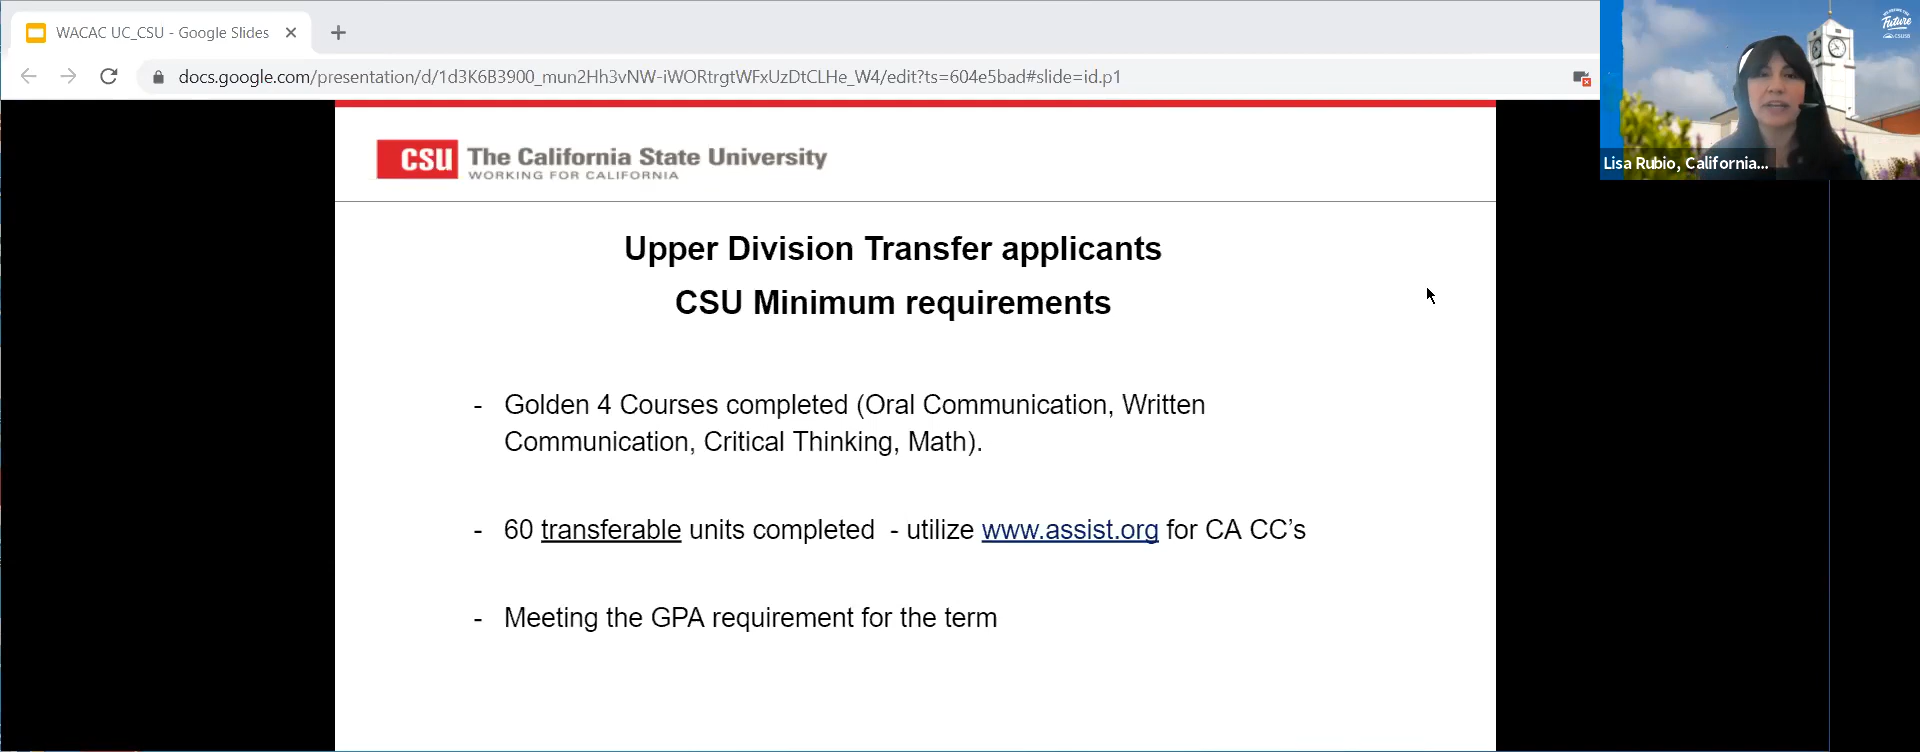 WACAC UC_CSU - Google Slides
docs.google.com/presentation/d/1d3K6B3900_mun2Hh3vNW-iWORtrgtWFxUzDtCLHe_W4/edit?ts=604e5bad#slide=id.p1
Future
CSUSB
Lisa Rubio, California...
CSU The California State University
WORKING FOR CALIFORNIA
Upper Division Transfer applicants
CSU Minimum requirements
- Golden 4 Courses completed (Oral Communication, Written
Communication, Critical Thinking, Math).
- 60 transferable units completed - utilize www.assist.org for CA CC's
- Meeting the GPA requirement for the term